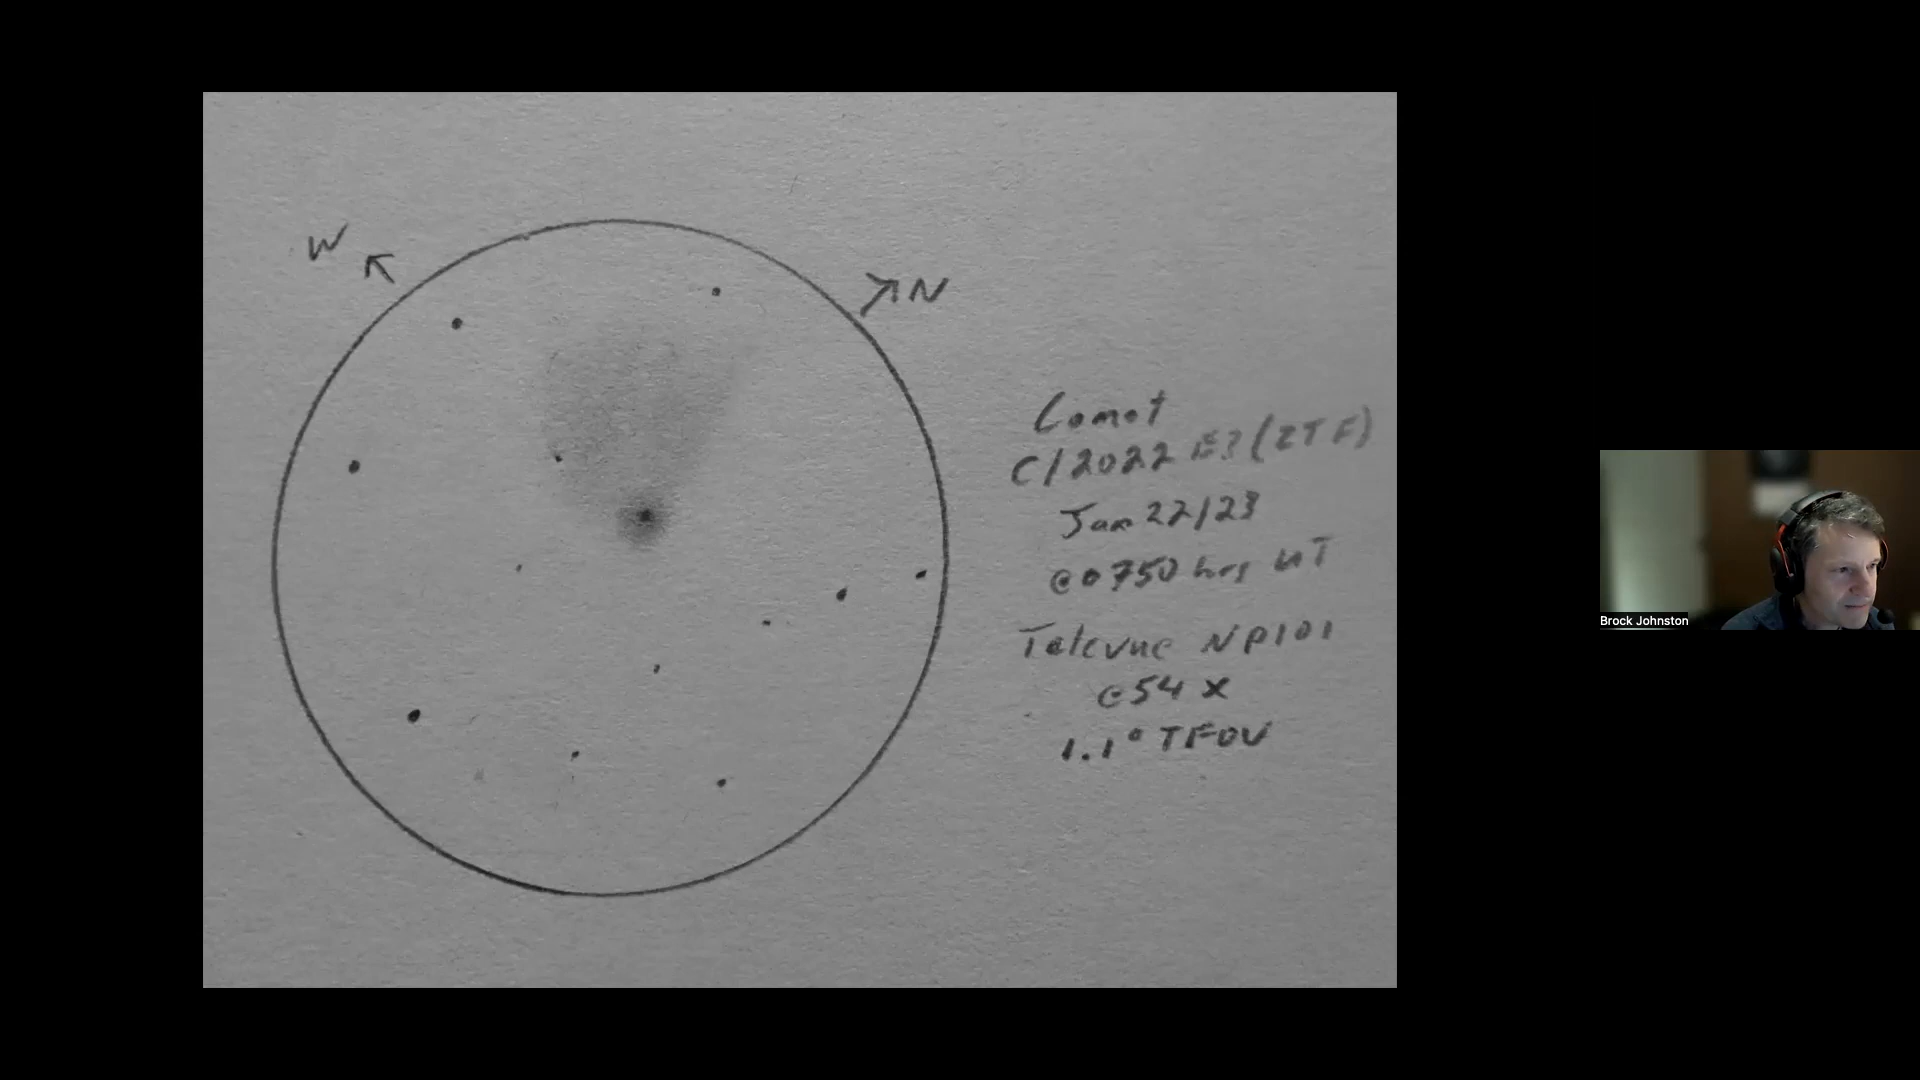 W
N
Comet
C/2022 E3 (ZTF)
Jan 22/23
@ 0750 hrs UT
Televue NP101
@ 54 x
1.1° TFOV
Brock Johnston